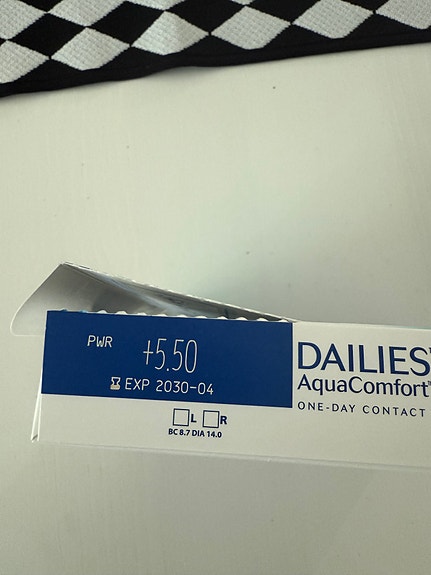 PWR +5.50
EXP 2030-04
L R
BC 8.7 DIA 14.0
DAILIES
AquaComfort
ONE-DAY CONTACT